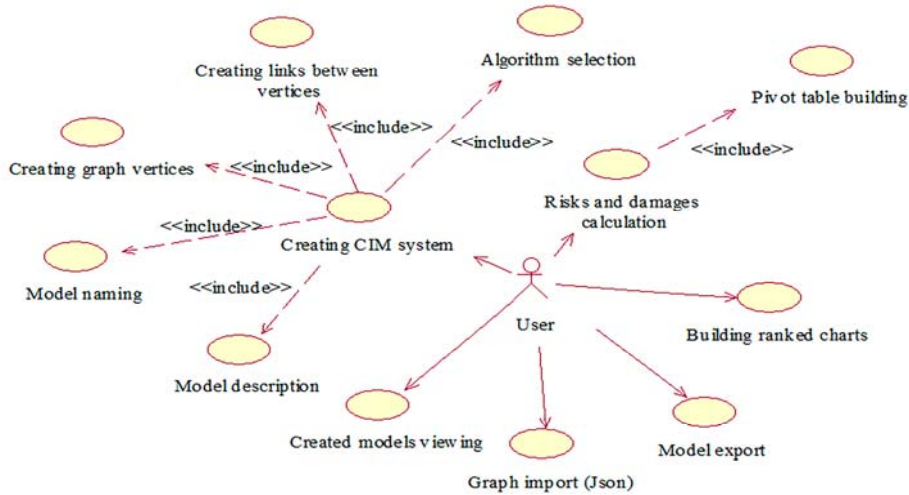 Creating links between
vertices
Algorithm selection
Pivot table building
<<include>>
<<include>>
<<include>>
Creating graph vertices
<<include>>
Risks and damages
calculation
<<include>>
Creating CIM system
Model naming
<<include>>
User
Building ranked charts
Model description
Created models viewing
Model export
Graph import (Json)